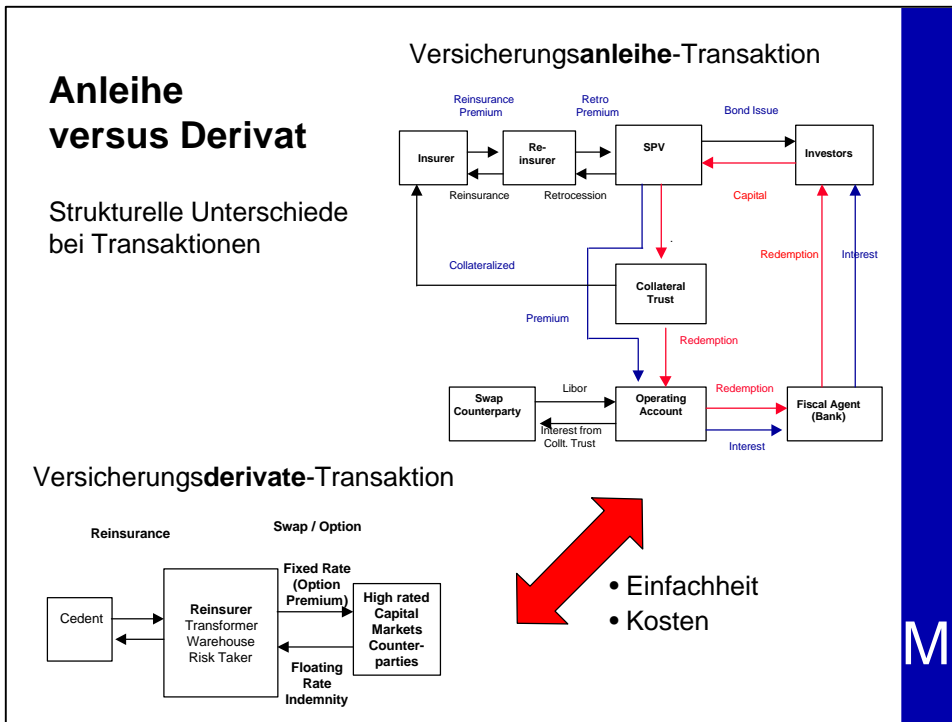 Anleihe
versus Derivat
Strukturelle Unterschiede
bei Transaktionen
Versicherungsanleihe-Transaktion
Reinsurance
Premium
Retro
Premium
Bond Issue
Insurer
Re-
insurer
SPV
Investors
Reinsurance
Retrocession
Capital
.
Collateralized
Redemption
Interest
Collateral
Trust
Premium
Redemption
Swap
Counterparty
Libor
Operating
Account
Redemption
Fiscal Agent
(Bank)
Interest from
Collt. Trust
Interest
Versicherungsderivate-Transaktion
Reinsurance
Swap / Option
Fixed Rate
(Option
Premium)
Cedent
Reinsurer
Transformer
Warehouse
Risk Taker
High rated
Capital
Markets
Counter-
parties
Floating
Rate
Indemnity
• Einfachheit
• Kosten
M